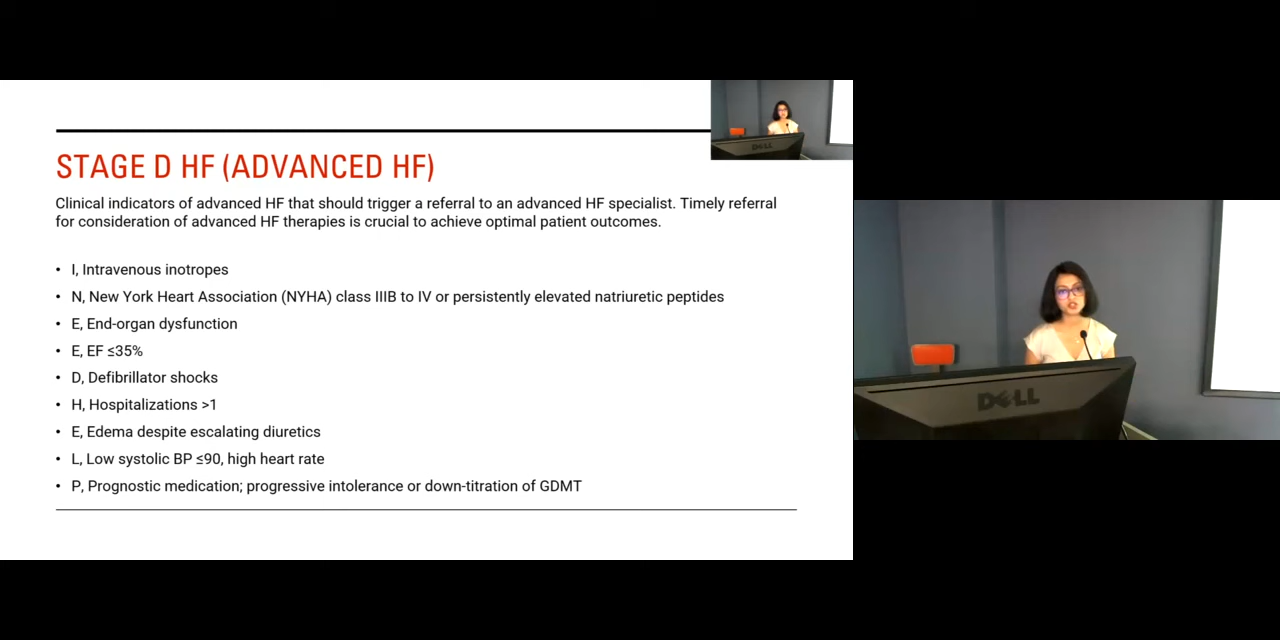 STAGE D HF (ADVANCED HF)
Clinical indicators of advanced HF that should trigger a referral to an advanced HF specialist. Timely referral
for consideration of advanced HF therapies is crucial to achieve optimal patient outcomes.
• I, Intravenous inotropes
• N, New York Heart Association (NYHA) class IIIB to IV or persistently elevated natriuretic peptides
• E, End-organ dysfunction
• E, EF ≤35%
• D, Defibrillator shocks
• H, Hospitalizations >1
• E, Edema despite escalating diuretics
• L, Low systolic BP ≤90, high heart rate
• P, Prognostic medication; progressive intolerance or down-titration of GDMT
DELL
DELL